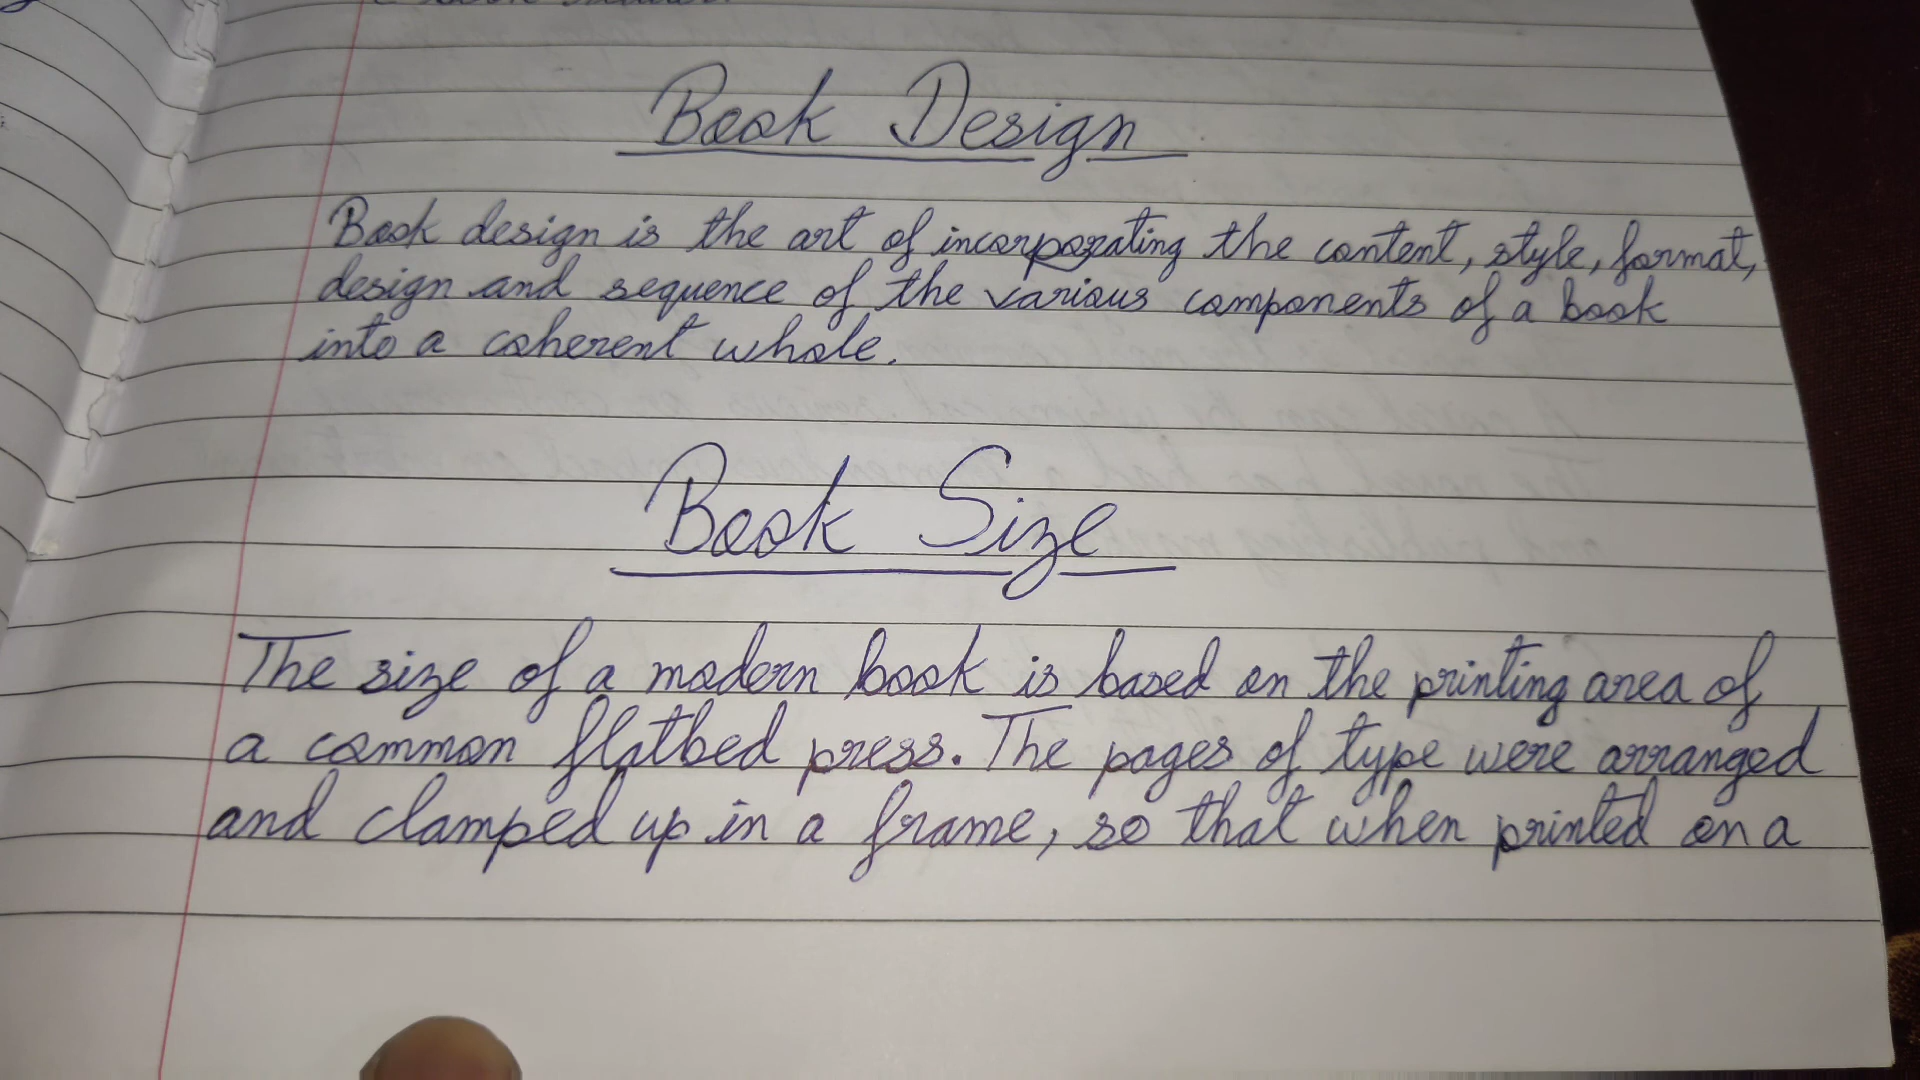 Book Design
Book design is the art of incorporating the content, style, format,
design and sequence of the various components of a book
into a coherent whole.
Book Size
The size of a modern book is based on the printing area of
a common flatbed press. The pages of type were arranged
and clamped up in a frame, so that when printed on a